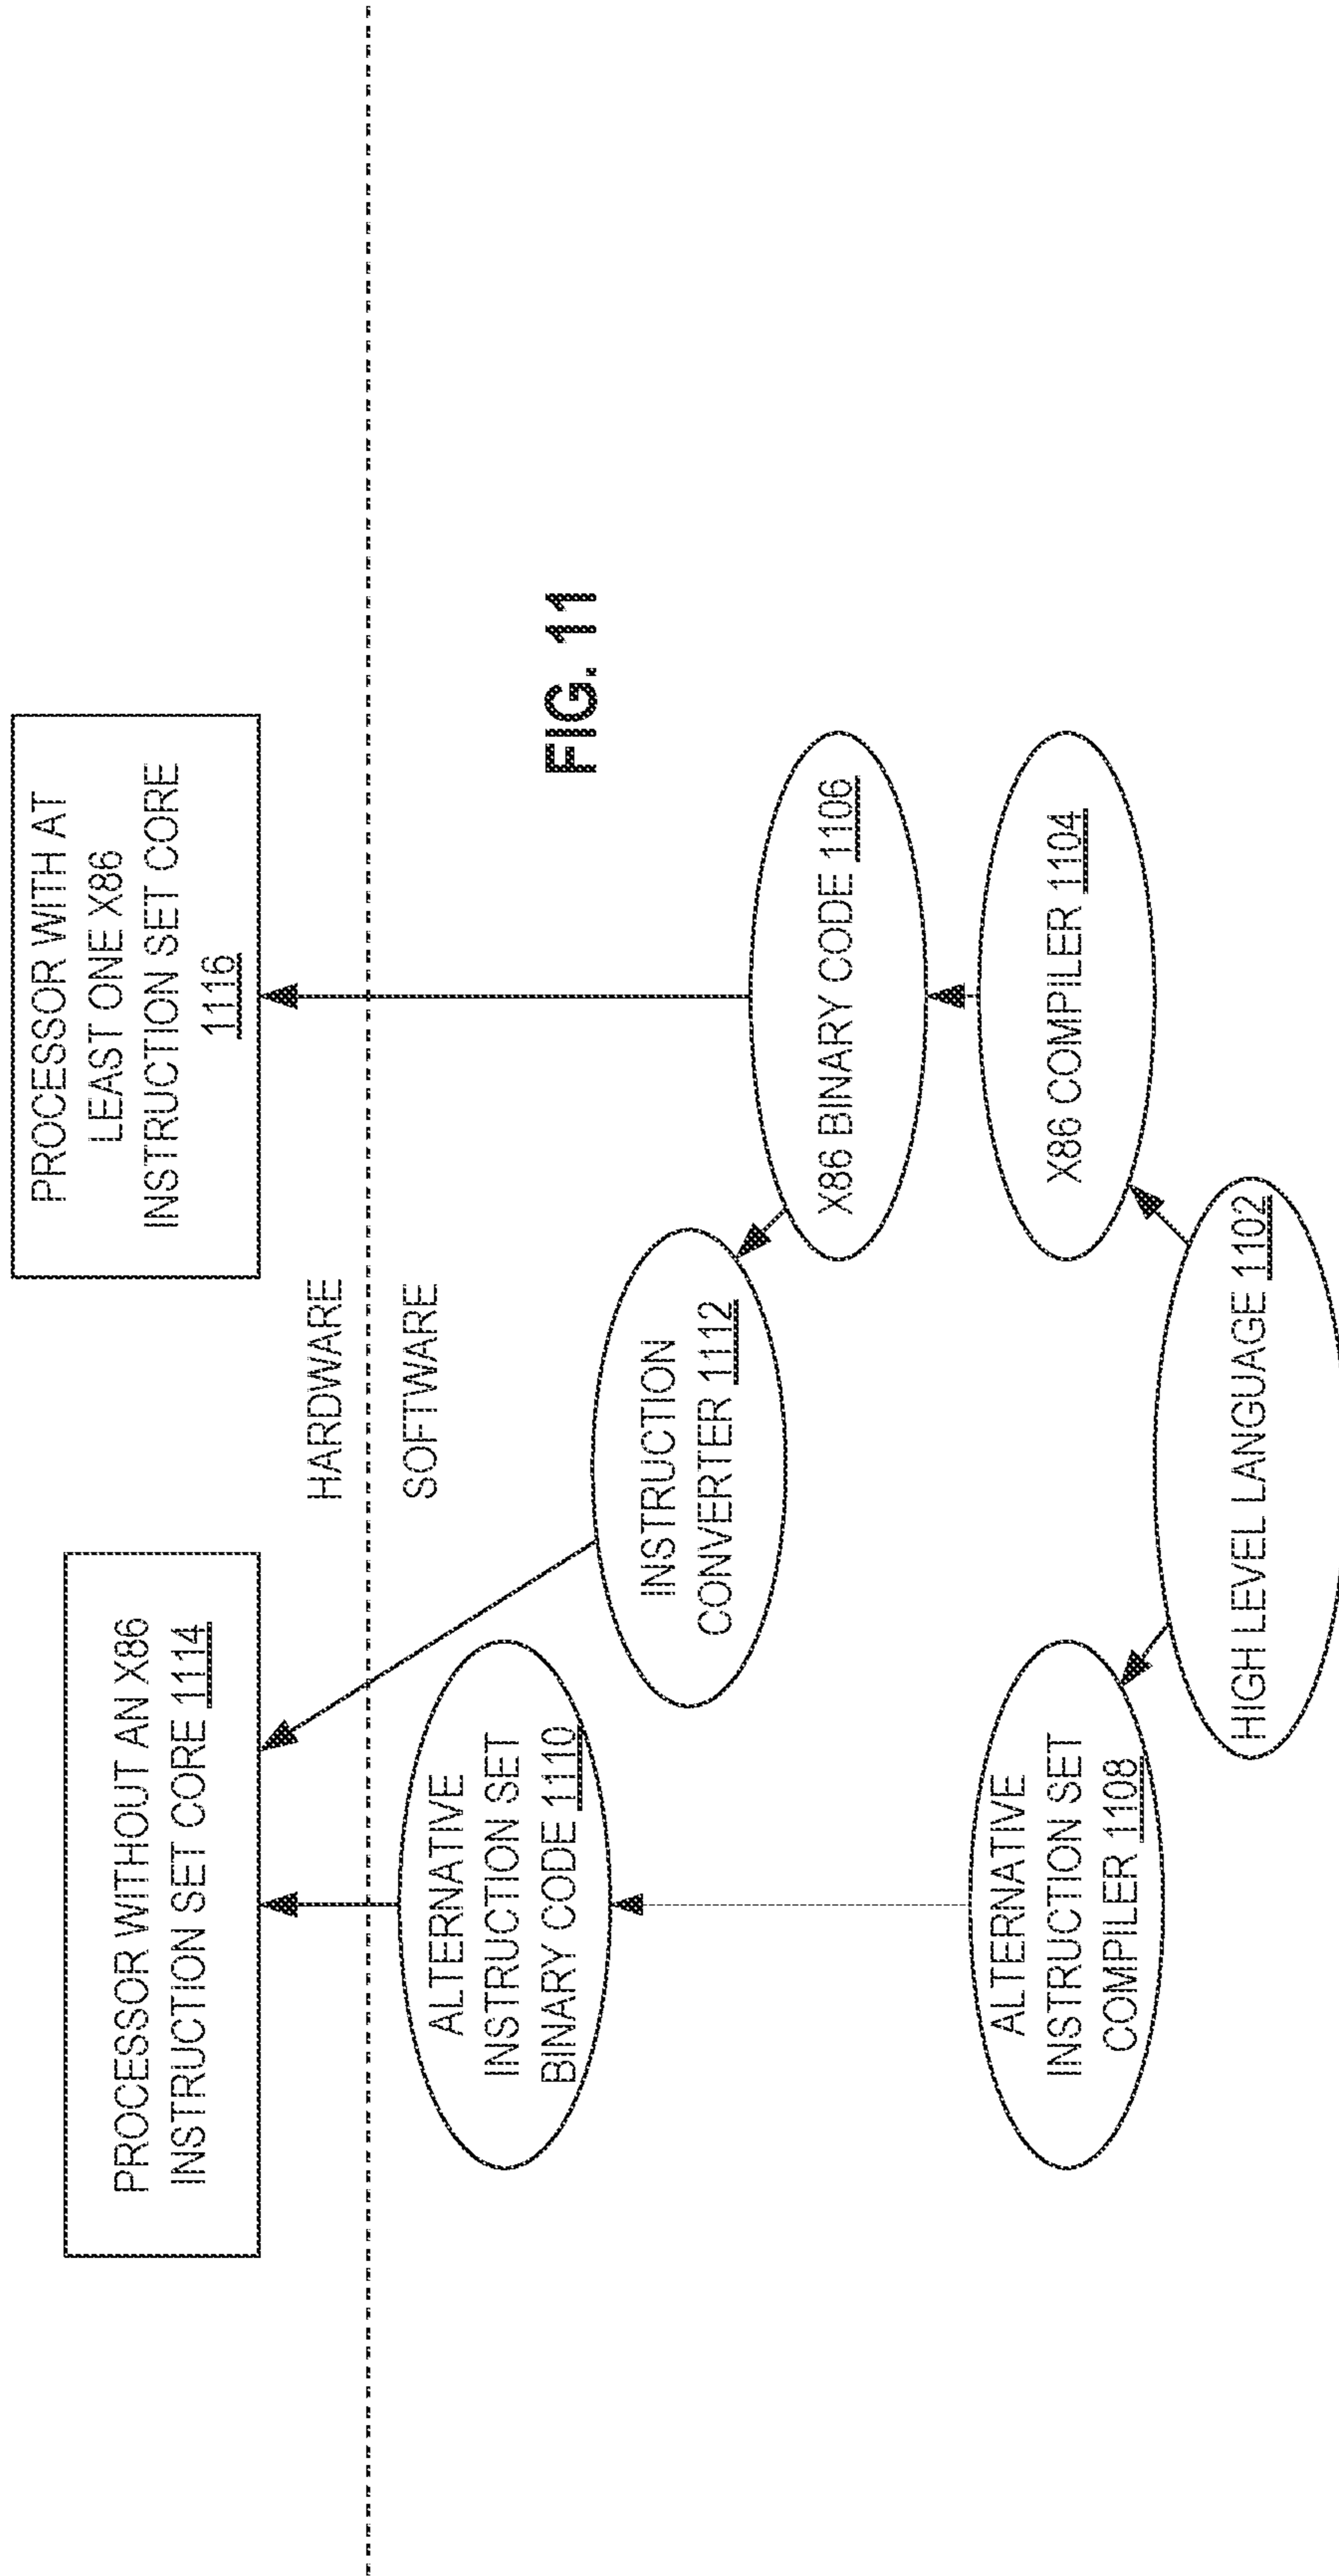 PROCESSOR WITHOUT AN X86
INSTRUCTION SET CORE 1114
PROCESSOR WITH AT
LEAST ONE X86
INSTRUCTION SET CORE
1116
HARDWARE
SOFTWARE
ALTERNATIVE
INSTRUCTION SET
BINARY CODE 1110
INSTRUCTION
CONVERTER 1112
FIG. 11
X86 BINARY CODE 1106
ALTERNATIVE
INSTRUCTION SET
COMPILER 1108
X86 COMPILER 1104
HIGH LEVEL LANGUAGE 1102